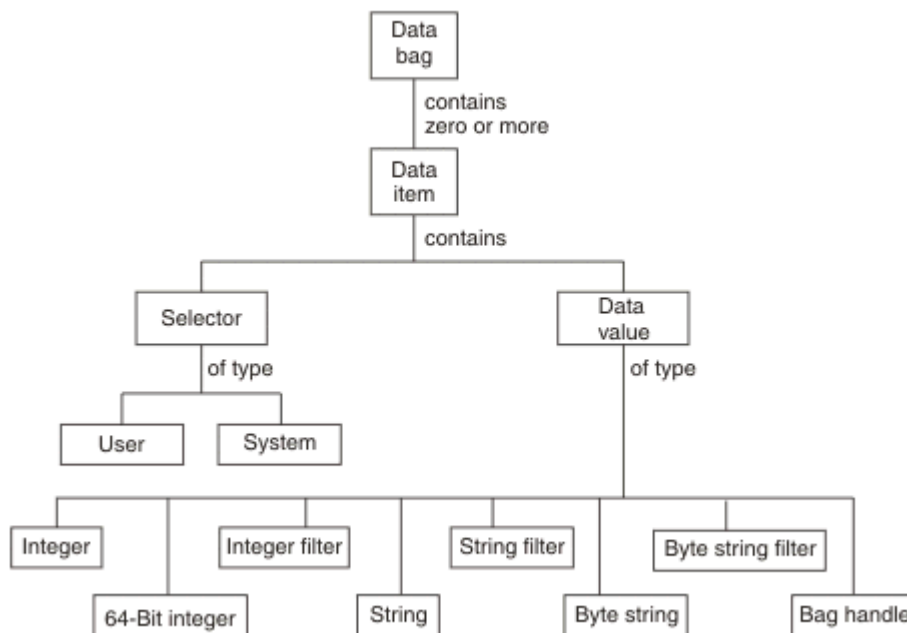 Data
bag
contains
zero or more
Data
item
contains
Selector
Data
value
of type
of type
User
System
Integer
Integer filter
String filter
Byte string filter
64-Bit integer
String
Byte string
Bag handle